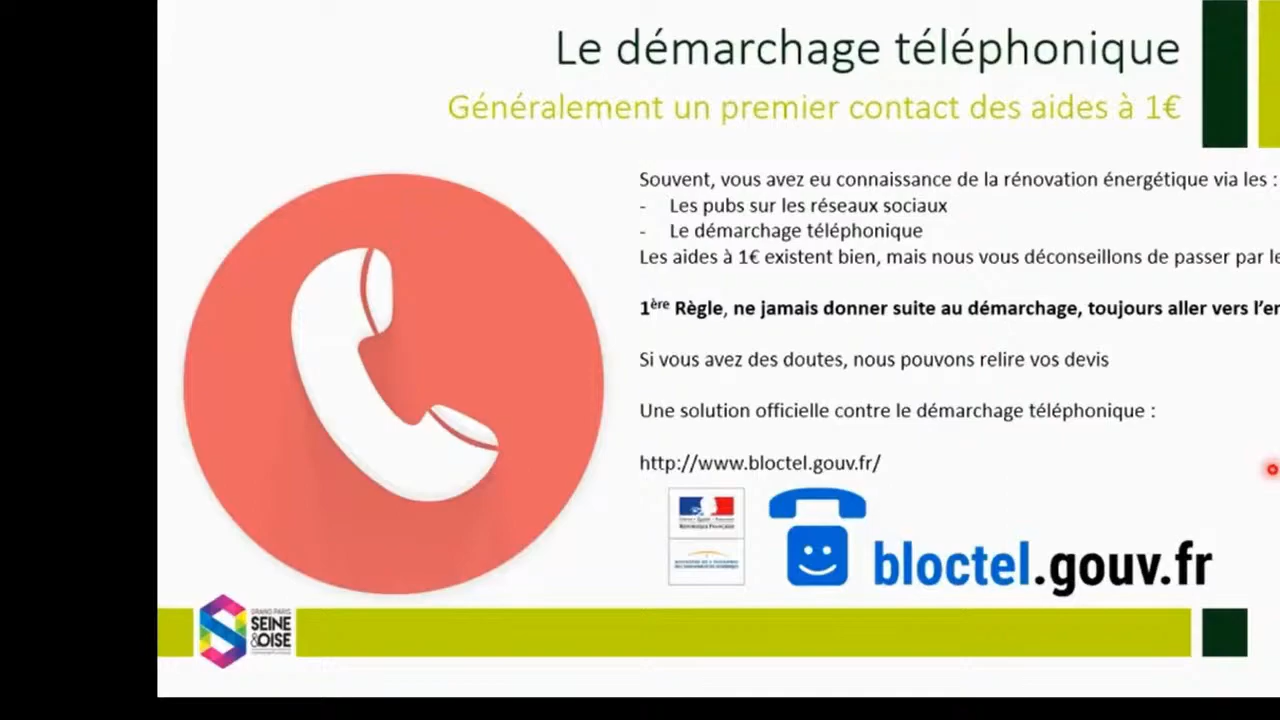 Le démarchage téléphonique
Généralement un premier contact des aides à 1€
Souvent, vous avez eu connaissance de la rénovation énergétique via les :
- Les pubs sur les réseaux sociaux
- Le démarchage téléphonique
Les aides à 1€ existent bien, mais nous vous déconseillons de passer par
1ère Règle, ne jamais donner suite au démarchage, toujours aller vers
Si vous avez des doutes, nous pouvons relire vos devis
Une solution officielle contre le démarchage téléphonique :
http://www.bloctel.gouv.fr/
RÉPUBLIQUE FRANÇAISE
bloctel.gouv.fr
GRAND PARIS
SEINE
&OISE